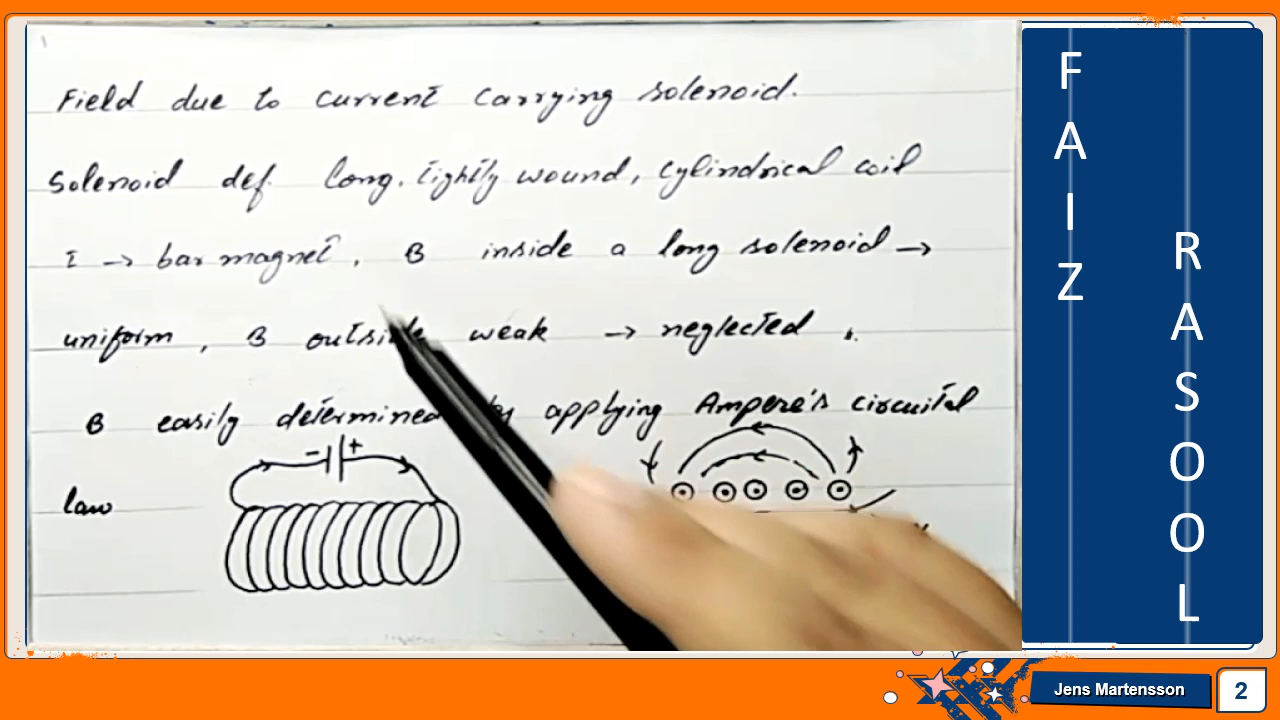 Field due to current carrying solenoid.
Solenoid def. long. tightly wound, cylindrical coil
I → bar magnet, B inside a long solenoid →
uniform, B outside weak → neglected.
B easily determined by applying Ampere's circuital
law
- +
FAIZ
RASOOL
Jens Martensson
2